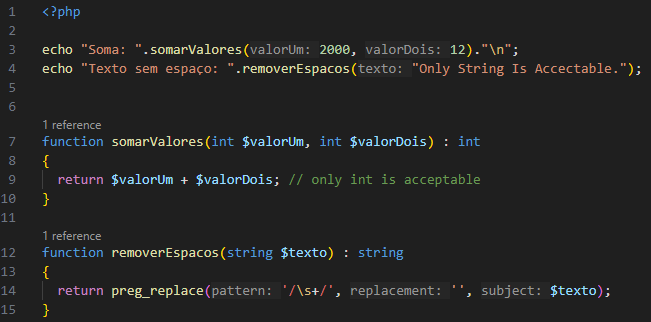 1 <?php
2
3 echo "Soma: ".somarValores(valorUm: 2000, valorDois: 12)."\n";
4 echo "Texto sem espaço: ".removerEspacos(texto: "Only String Is Accectable.");
5
6
1 reference
7 function somarValores(int $valorUm, int $valorDois) : int
8 {
9 return $valorUm + $valorDois; // only int is acceptable
10 }
11
1 reference
12 function removerEspacos(string $texto) : string
13 {
14 return preg_replace(pattern: '/\s+/', replacement: '', subject: $texto);
15 }